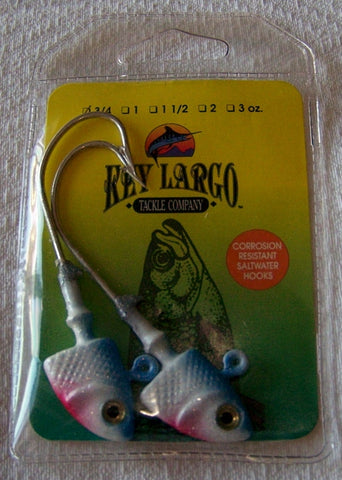 3/4 1 1 1/2 2 3 oz.
KEY LARGO
TACKLE COMPANY
CORROSION
RESISTANT
SALTWATER
HOOKS